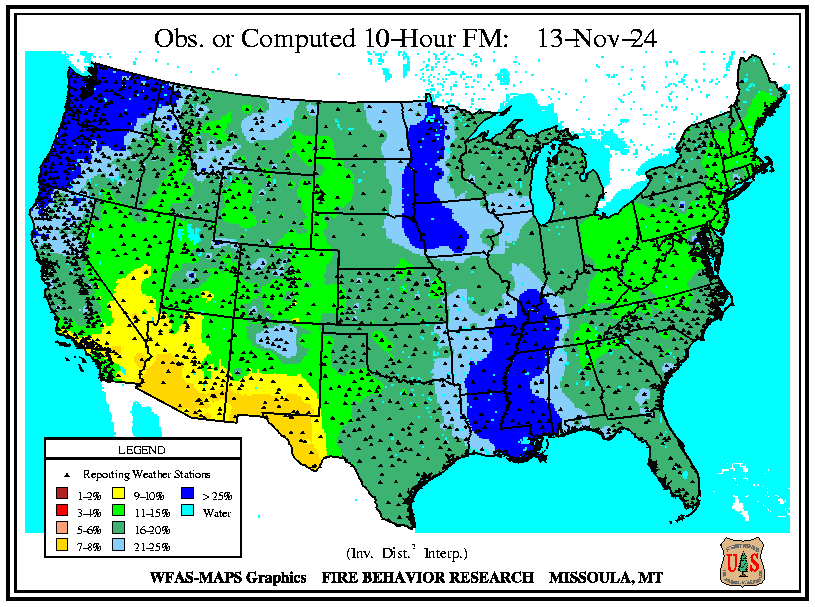 Obs. or Computed 10-Hour FM: 13-Nov-24
LEGEND
Reporting Weather Stations
1-2% 9-10% > 25%
3-4% 11-15% Water
5-6% 16-20%
7-8% 21-25%
(Inv. Dist.² Interp.)
WFAS-MAPS Graphics FIRE BEHAVIOR RESEARCH MISSOULA, MT
U S